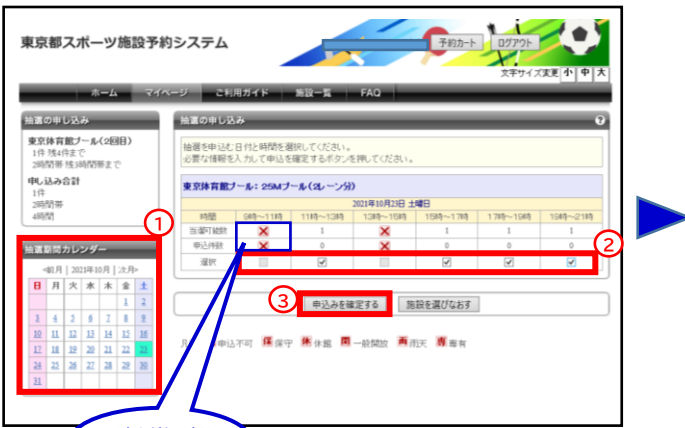 東京都スポーツ施設予約システム
予約カート
ログアウト
文字サイズ変更 小 中 大
ホーム マイページ ご利用ガイド 施設一覧 FAQ
抽選の申し込み
東京体育館プール(2回目)
1件 残4件まで
2時間帯 残3時間帯まで
申し込み合計
1件
2時間帯
4時間
①
抽選期間カレンダー
<前月 | 2021年10月 | 次月>
日 月 火 水 木 金 土
1 2
3 4 5 6 7 8 9
10 11 12 13 14 15 16
17 18 19 20 21 22 23
24 25 26 27 28 29 30
31
抽選の申し込み
抽選を申し込む日付と時間を選択してください。
必要な情報を入力して申込を確定するボタンを押してください。
東京体育館プール: 25Mプール(2レーン分)
2021年10月23日 土曜日
時間 9時~11時 11時~13時 13時~15時 15時~17時 17時~19時 19時~21時
当選可能数 1 1 1 1
申込件数 0 0 0 0
選択
②
③
申込みを確定する
施設を選びなおす
申込不可 保 保守 休 休館 開 一般開放 雨 雨天 専 専有